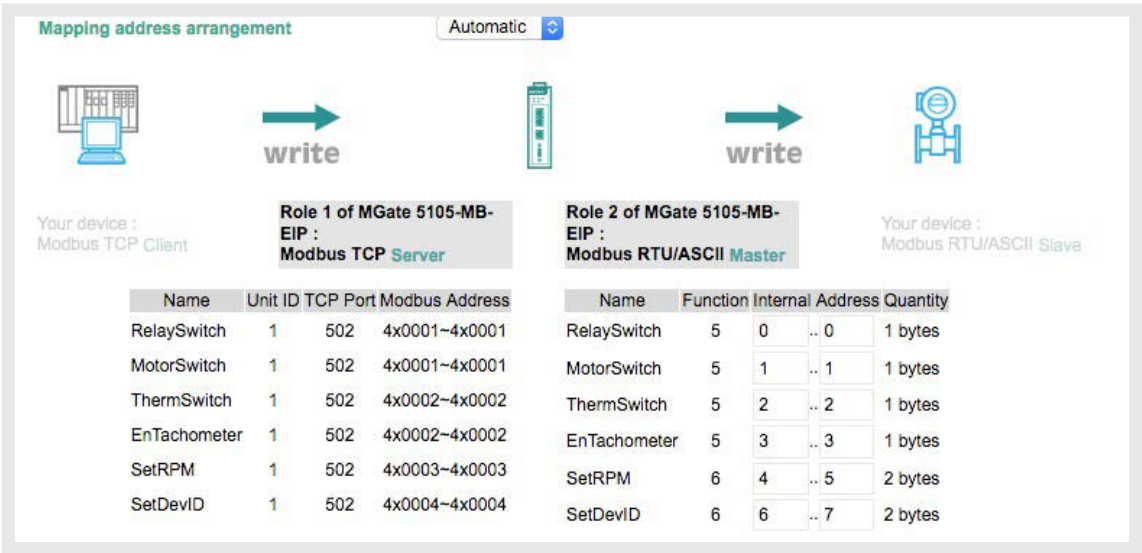 Mapping address arrangement Automatic
write write
Your device :
Modbus TCP Client
Role 1 of MGate 5105-MB-
EIP :
Modbus TCP Server
Role 2 of MGate 5105-MB-
EIP :
Modbus RTU/ASCII Master
Your device :
Modbus RTU/ASCII Slave
Name Unit ID TCP Port Modbus Address
RelaySwitch 1 502 4x0001~4x0001
MotorSwitch 1 502 4x0001~4x0001
ThermSwitch 1 502 4x0002~4x0002
EnTachometer 1 502 4x0002~4x0002
SetRPM 1 502 4x0003~4x0003
SetDevID 1 502 4x0004~4x0004
Name Function Internal Address Quantity
RelaySwitch 5 0 .. 0 1 bytes
MotorSwitch 5 1 .. 1 1 bytes
ThermSwitch 5 2 .. 2 1 bytes
EnTachometer 5 3 .. 3 1 bytes
SetRPM 6 4 .. 5 2 bytes
SetDevID 6 6 .. 7 2 bytes